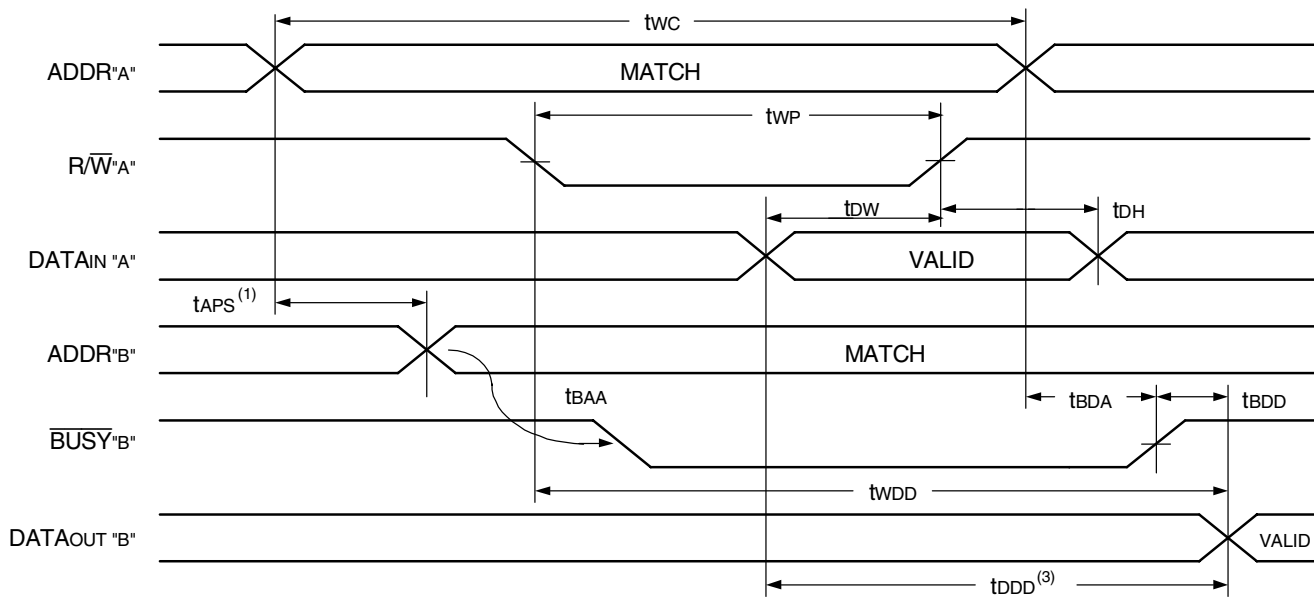 tWC
ADDR"A" MATCH
tWP
R/W̅"A"
tDW tDH
DATAIN "A" VALID
tAPS(1)
ADDR"B" MATCH
tBAA tBDA tBDD
B̅U̅S̅Y̅"B"
tWDD
DATAOUT "B" VALID
tDDD(3)